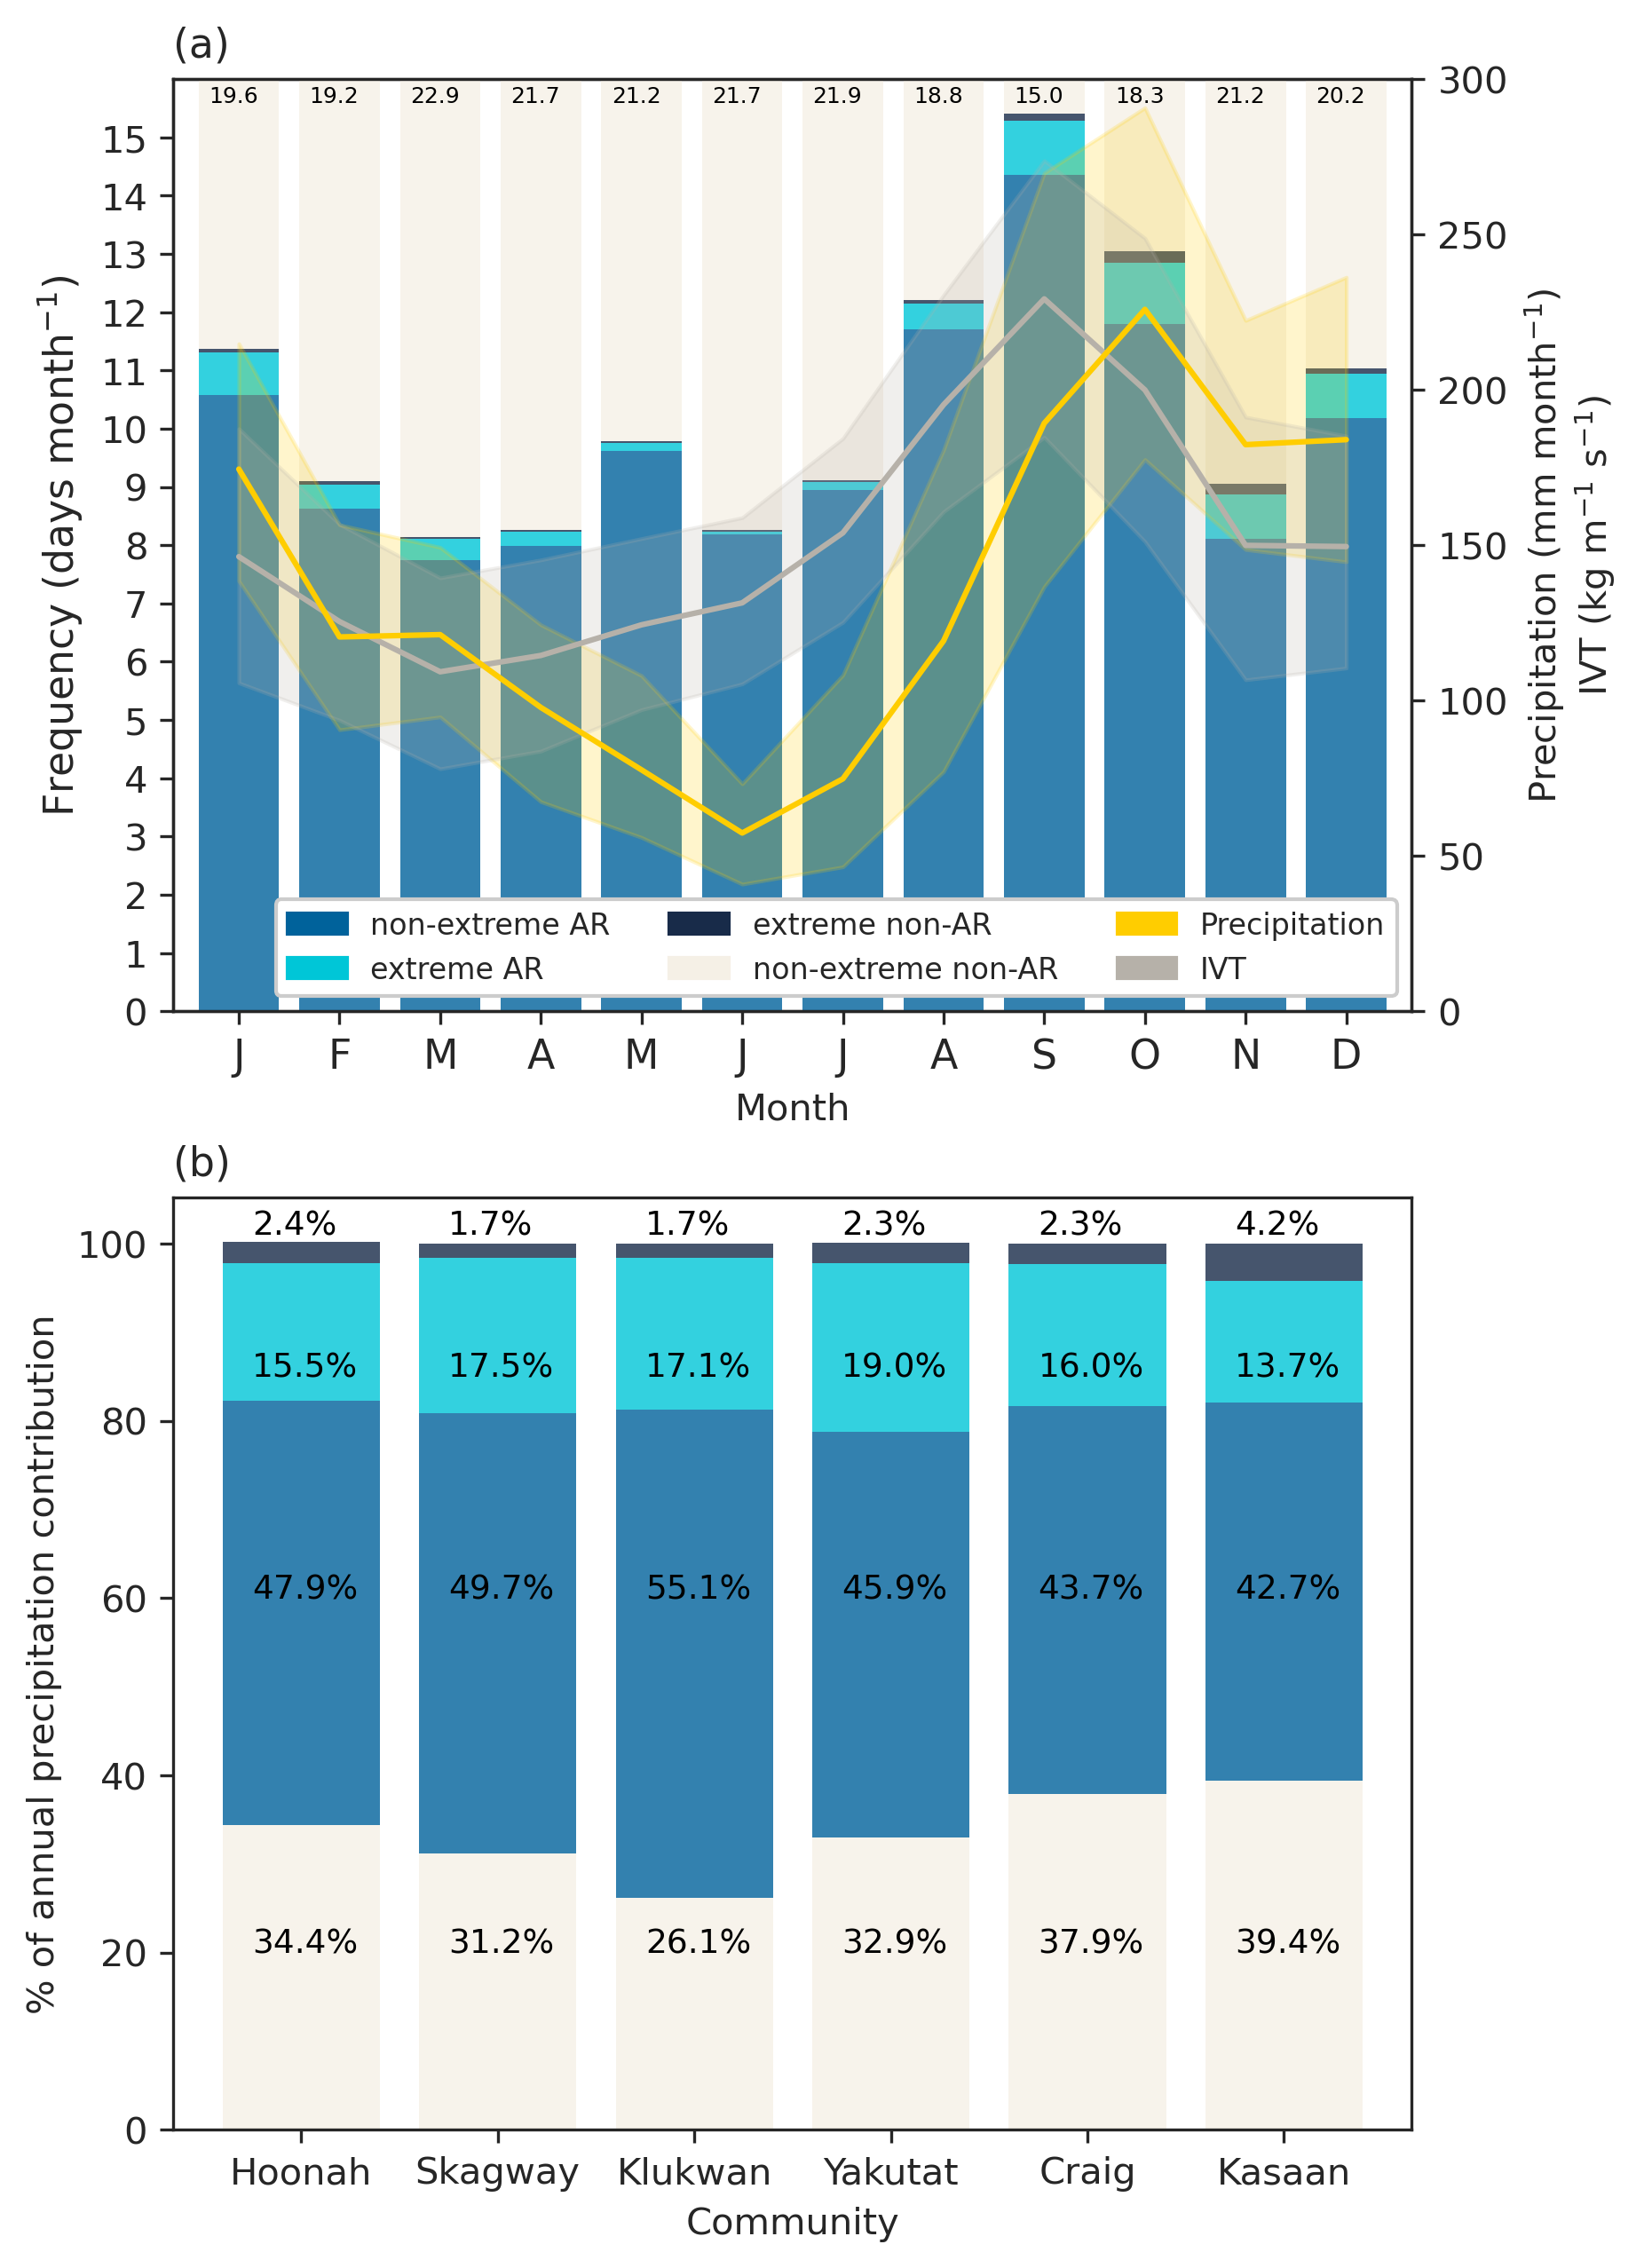 (a)
19.6 19.2 22.9 21.7 21.2 21.7 21.9 18.8 15.0 18.3 21.2 20.2
Frequency (days month⁻¹)
15
14
13
12
11
10
9
8
7
6
5
4
3
2
1
0
300
250
200
150
100
50
0
Precipitation (mm month⁻¹)
IVT (kg m⁻¹ s⁻¹)
non-extreme AR
extreme AR
extreme non-AR
non-extreme non-AR
Precipitation
IVT
J F M A M J J A S O N D
Month
(b)
% of annual precipitation contribution
100
80
60
40
20
0
2.4% 1.7% 1.7% 2.3% 2.3% 4.2%
15.5% 17.5% 17.1% 19.0% 16.0% 13.7%
47.9% 49.7% 55.1% 45.9% 43.7% 42.7%
34.4% 31.2% 26.1% 32.9% 37.9% 39.4%
Hoonah Skagway Klukwan Yakutat Craig Kasaan
Community